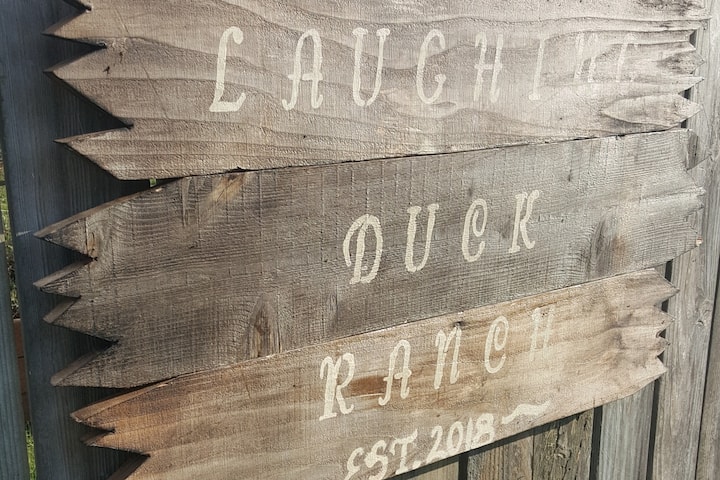 LAUGHING
DUCK
RANCH
EST. 2018